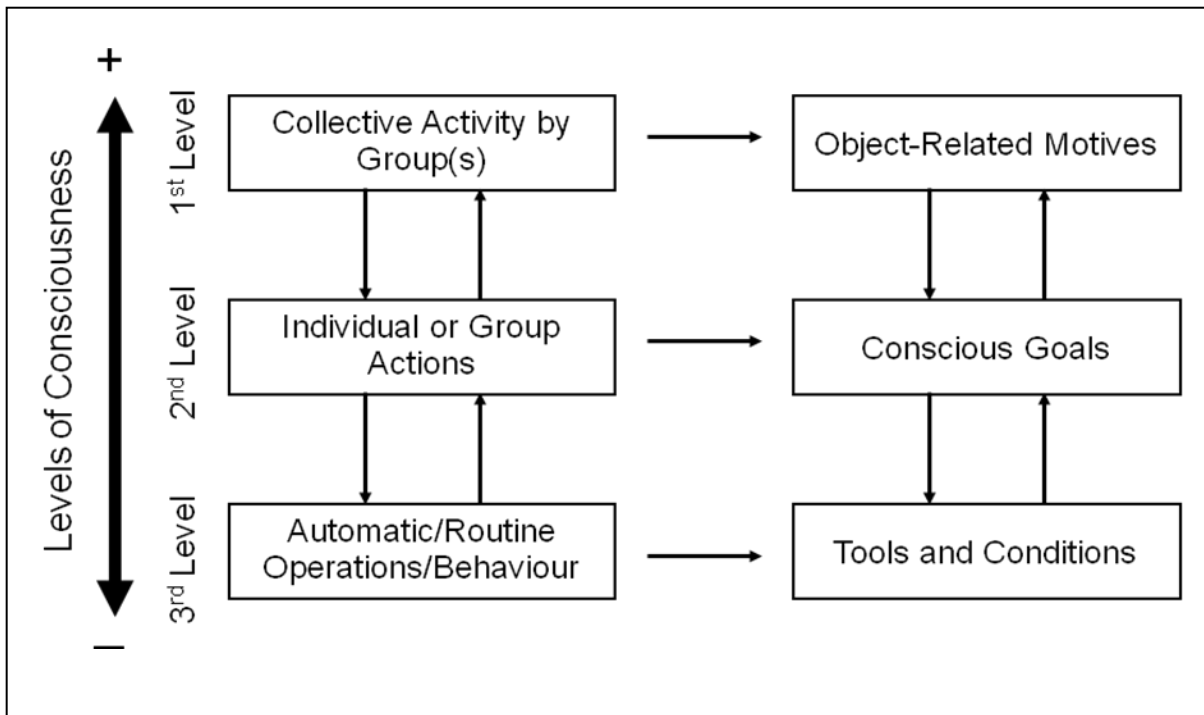 +
Levels of Consciousness
1st Level
Collective Activity by
Group(s)
Object-Related Motives
2nd Level
Individual or Group
Actions
Conscious Goals
3rd Level
Automatic/Routine
Operations/Behaviour
Tools and Conditions
—